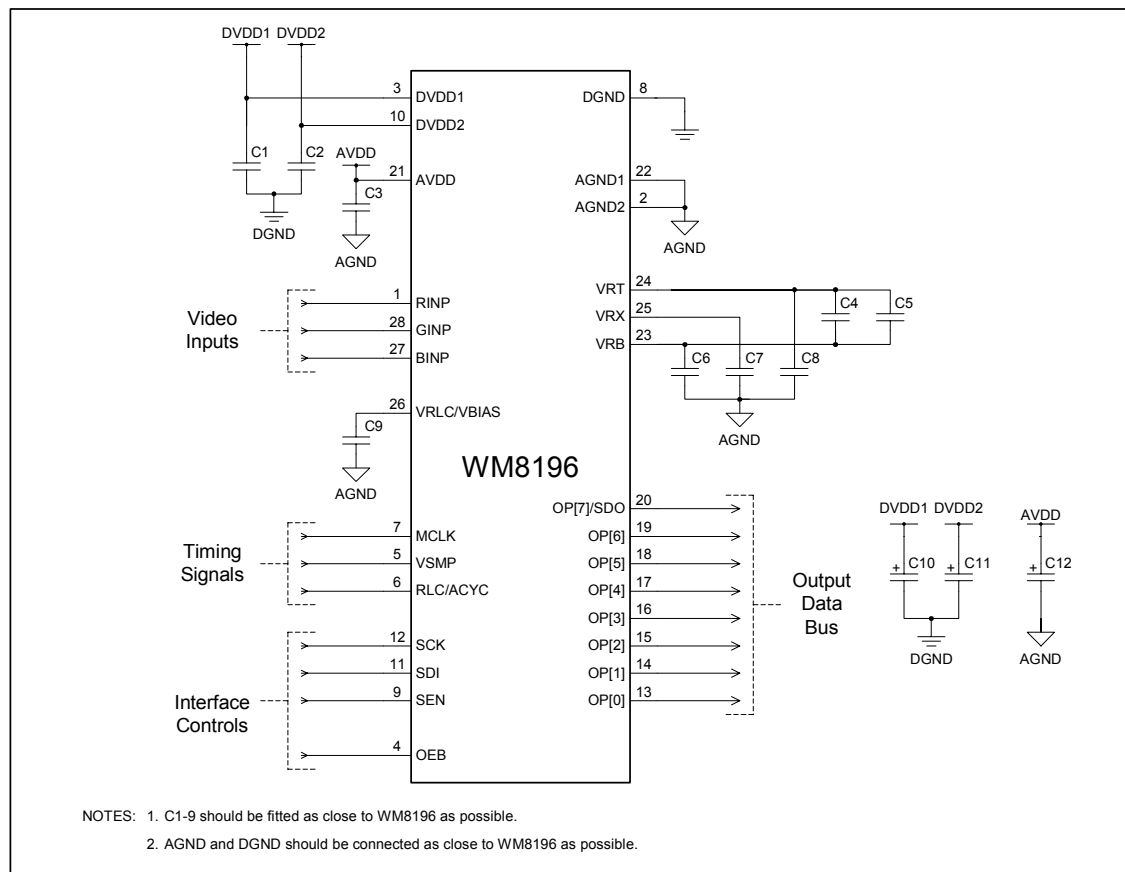 DVDD1 DVDD2
3 DVDD1
10 DVDD2
C1 C2
DGND
AVDD
21 AVDD
C3
AGND
DGND 8
AGND1 22
AGND2 2
AGND
Video
Inputs
1 RINP
28 GINP
27 BINP
VRT 24
VRX 25
VRB 23
C4 C5
C6 C7 C8
AGND
26 VRLC/VBIAS
C9
AGND
WM8196
Timing
Signals
7 MCLK
5 VSMP
6 RLC/ACYC
Interface
Controls
12 SCK
11 SDI
9 SEN
4 OEB
OP[7]/SDO 20
OP[6] 19
OP[5] 18
OP[4] 17
OP[3] 16
OP[2] 15
OP[1] 14
OP[0] 13
Output
Data
Bus
DVDD1 DVDD2
+ C10 + C11
DGND
AVDD
+ C12
AGND
NOTES: 1. C1-9 should be fitted as close to WM8196 as possible.
2. AGND and DGND should be connected as close to WM8196 as possible.